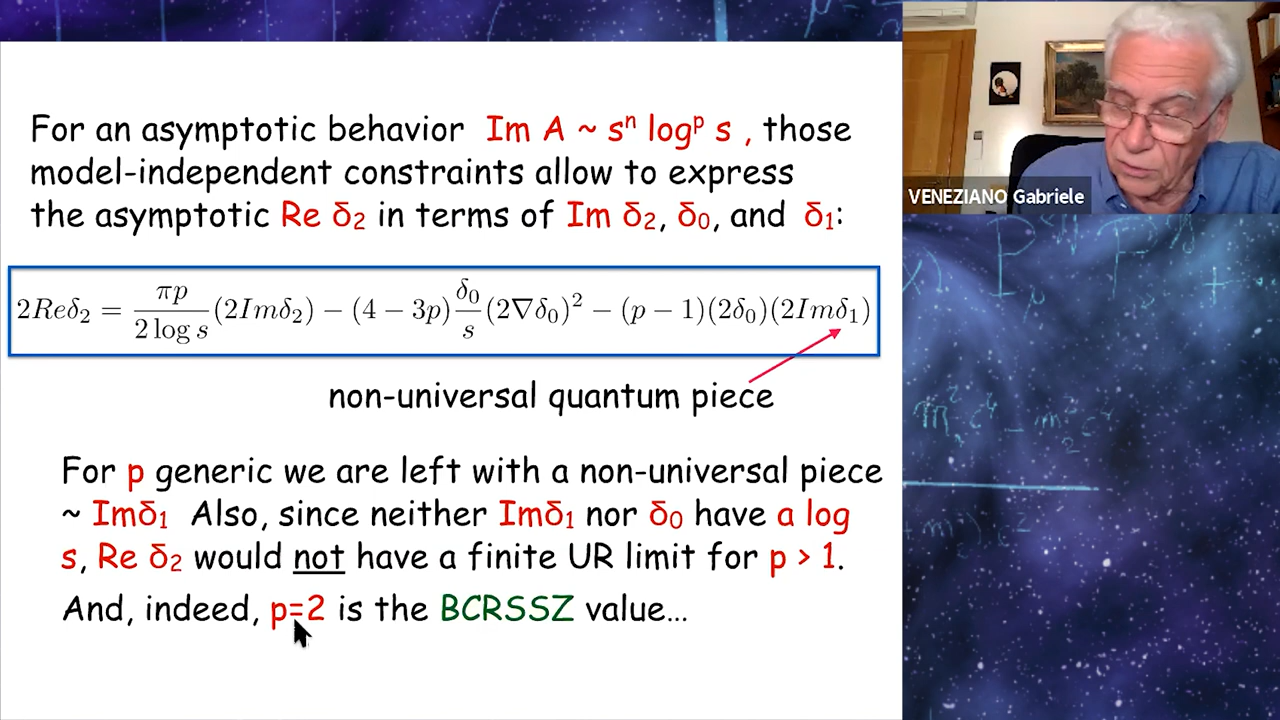 For an asymptotic behavior Im A ~ sⁿ logᵖ s , those
model-independent constraints allow to express
the asymptotic Re δ₂ in terms of Im δ₂, δ₀, and δ₁:
2Reδ₂ = πp/(2 log s) (2Imδ₂) − (4 − 3p) δ₀/s (2∇δ₀)² − (p − 1)(2δ₀)(2Imδ₁)
non-universal quantum piece
For p generic we are left with a non-universal piece
~ Imδ₁ Also, since neither Imδ₁ nor δ₀ have a log
s, Re δ₂ would not have a finite UR limit for p > 1.
And, indeed, p=2 is the BCRSSZ value...
VENEZIANO Gabriele